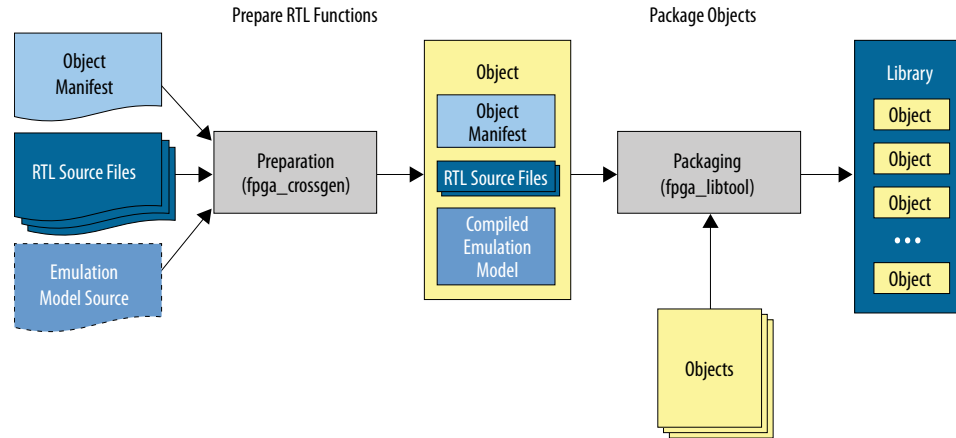 Prepare RTL Functions
Package Objects
Object
Manifest
RTL Source Files
Emulation
Model Source
Preparation
(fpga_crossgen)
Object
Object
Manifest
RTL Source Files
Compiled
Emulation
Model
Packaging
(fpga_libtool)
Objects
Library
Object
Object
Object
...
Object